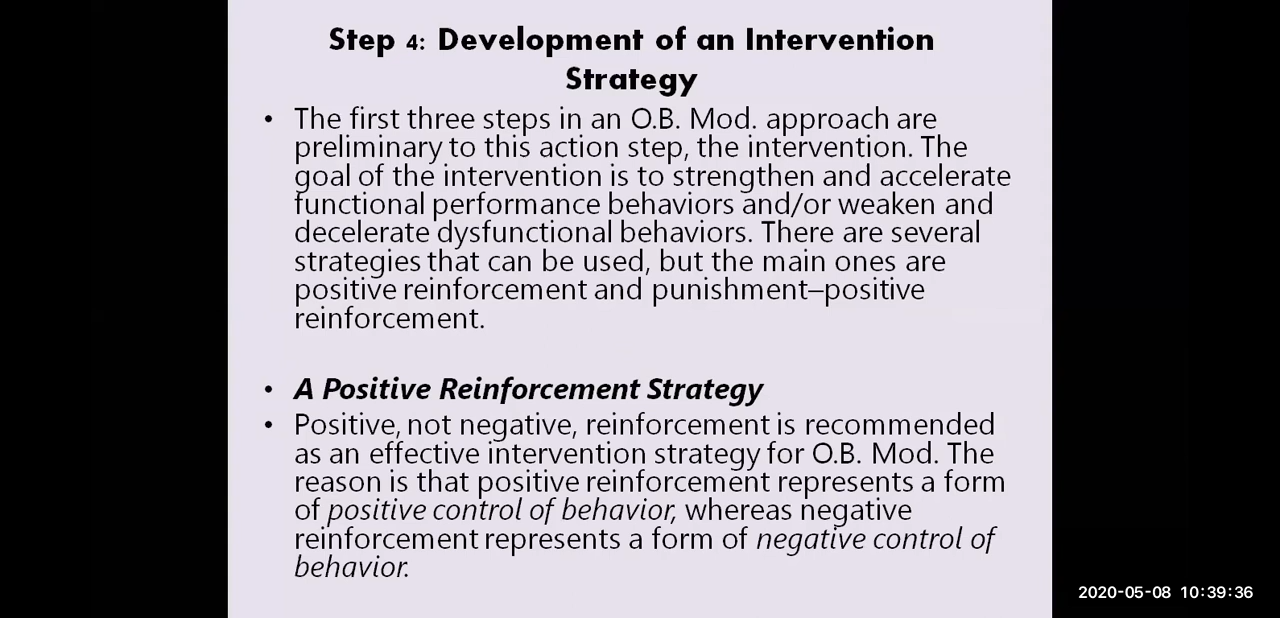 Step 4: Development of an Intervention
Strategy
• The first three steps in an O.B. Mod. approach are
preliminary to this action step, the intervention. The
goal of the intervention is to strengthen and accelerate
functional performance behaviors and/or weaken and
decelerate dysfunctional behaviors. There are several
strategies that can be used, but the main ones are
positive reinforcement and punishment–positive
reinforcement.
• A Positive Reinforcement Strategy
• Positive, not negative, reinforcement is recommended
as an effective intervention strategy for O.B. Mod. The
reason is that positive reinforcement represents a form
of positive control of behavior, whereas negative
reinforcement represents a form of negative control of
behavior.
2020-05-08 10:39:36